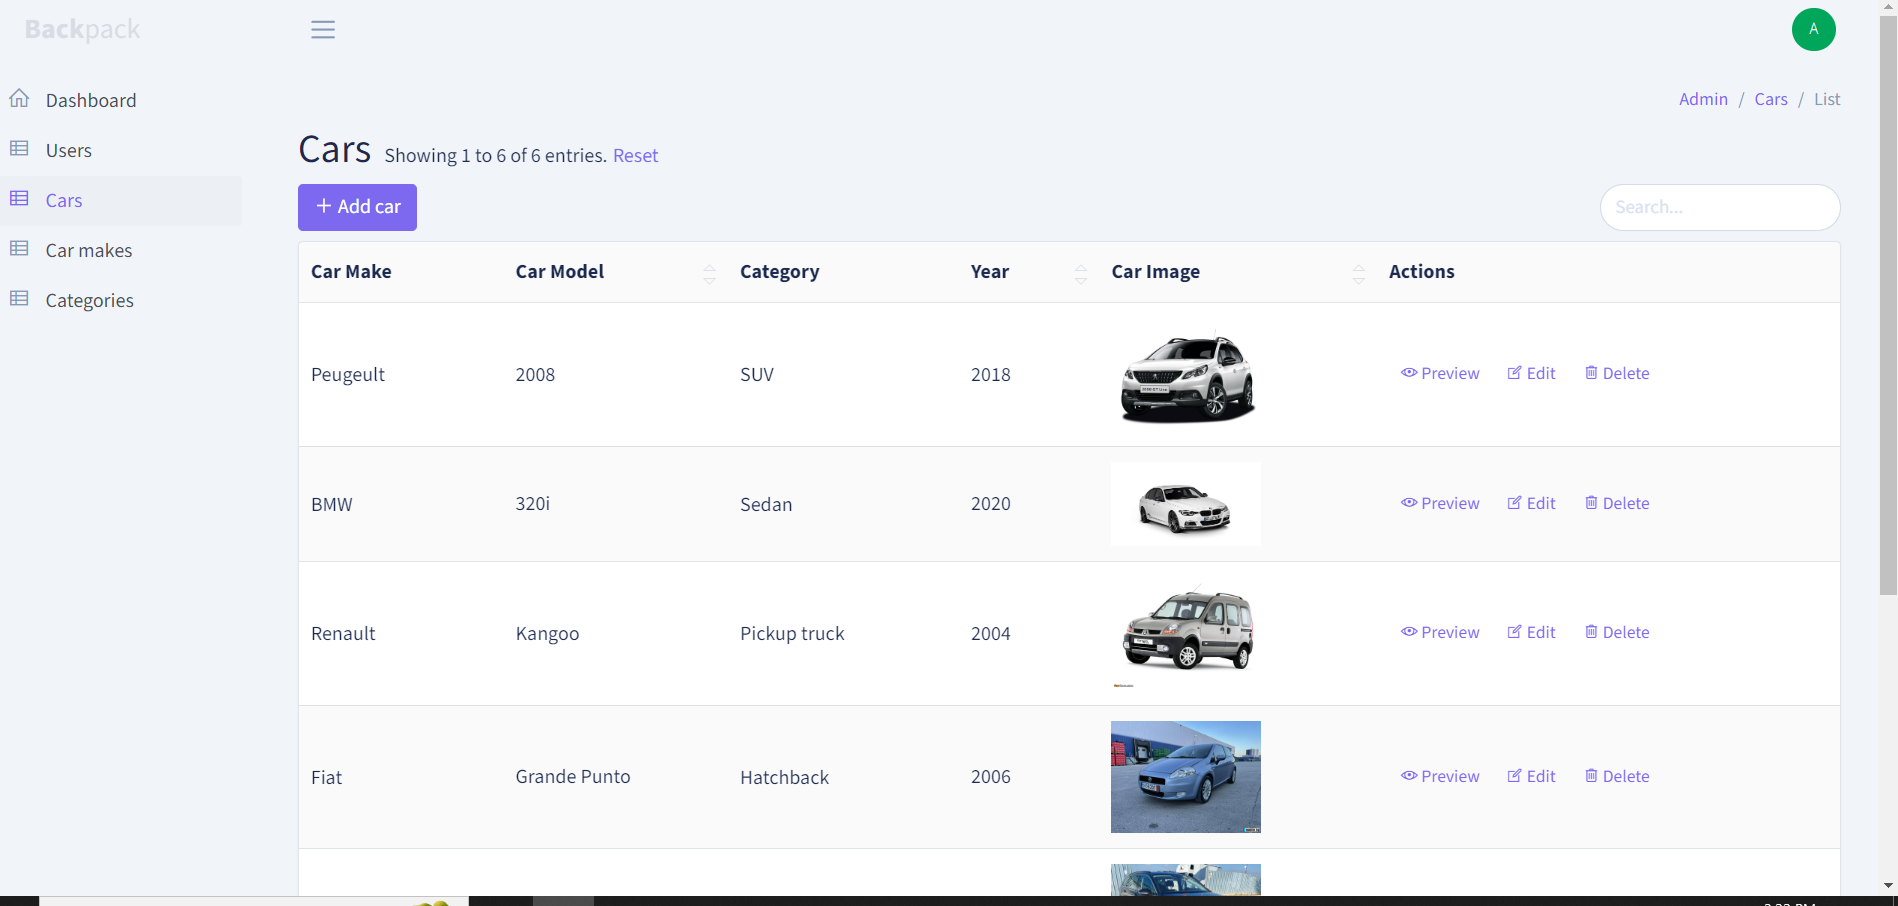 Backpack
A
Dashboard
Users
Cars
Car makes
Categories
Admin / Cars / List
Cars Showing 1 to 6 of 6 entries. Reset
+ Add car
Search...
Car Make Car Model Category Year Car Image Actions
Peugeult 2008 SUV 2018 Preview Edit Delete
BMW 320i Sedan 2020 Preview Edit Delete
Renault Kangoo Pickup truck 2004 Preview Edit Delete
Fiat Grande Punto Hatchback 2006 Preview Edit Delete